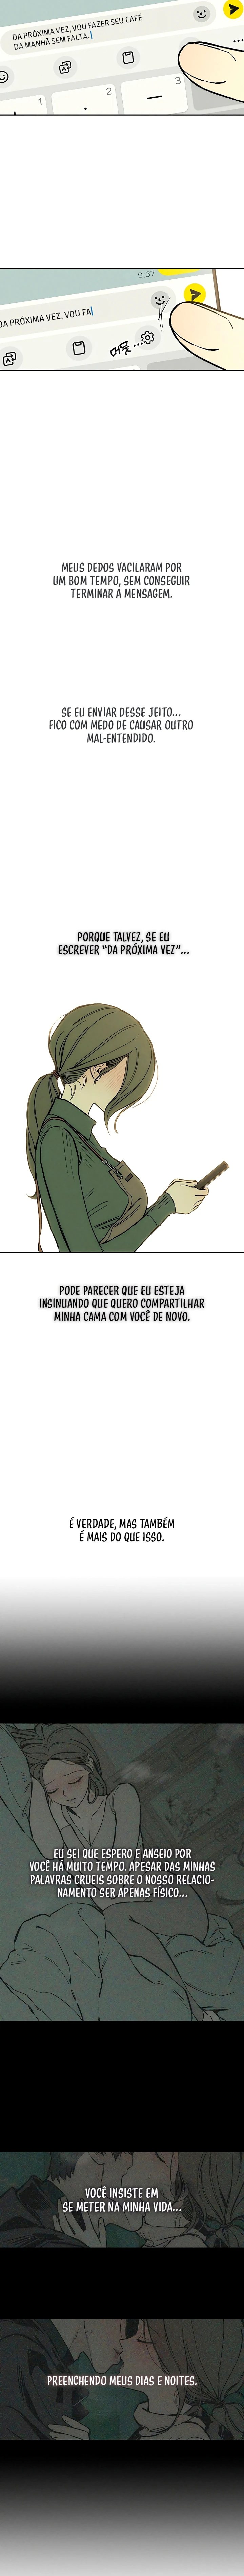 DA PRÓXIMA VEZ, VOU FAZER SEU CAFÉ
DA MANHÃ SEM FALTA.
1
2
3
9:37
DA PRÓXIMA VEZ, VOU FA
MEUS DEDOS VACILARAM POR
UM BOM TEMPO, SEM CONSEGUIR
TERMINAR A MENSAGEM.
SE EU ENVIAR DESSE JEITO...
FICO COM MEDO DE CAUSAR OUTRO
MAL-ENTENDIDO.
PORQUE TALVEZ, SE EU
ESCREVER “DA PRÓXIMA VEZ”...
PODE PARECER QUE EU ESTEJA
INSINUANDO QUE QUERO COMPARTILHAR
MINHA CAMA COM VOCÊ DE NOVO.
É VERDADE, MAS TAMBÉM
É MAIS DO QUE ISSO.
EU SEI QUE ESPERO E ANSEIO POR
VOCÊ HÁ MUITO TEMPO. APESAR DAS MINHAS
PALAVRAS CRUEIS SOBRE O NOSSO RELACIO-
NAMENTO SER APENAS FÍSICO...
VOCÊ INSISTE EM
SE METER NA MINHA VIDA...
PREENCHENDO MEUS DIAS E NOITES.